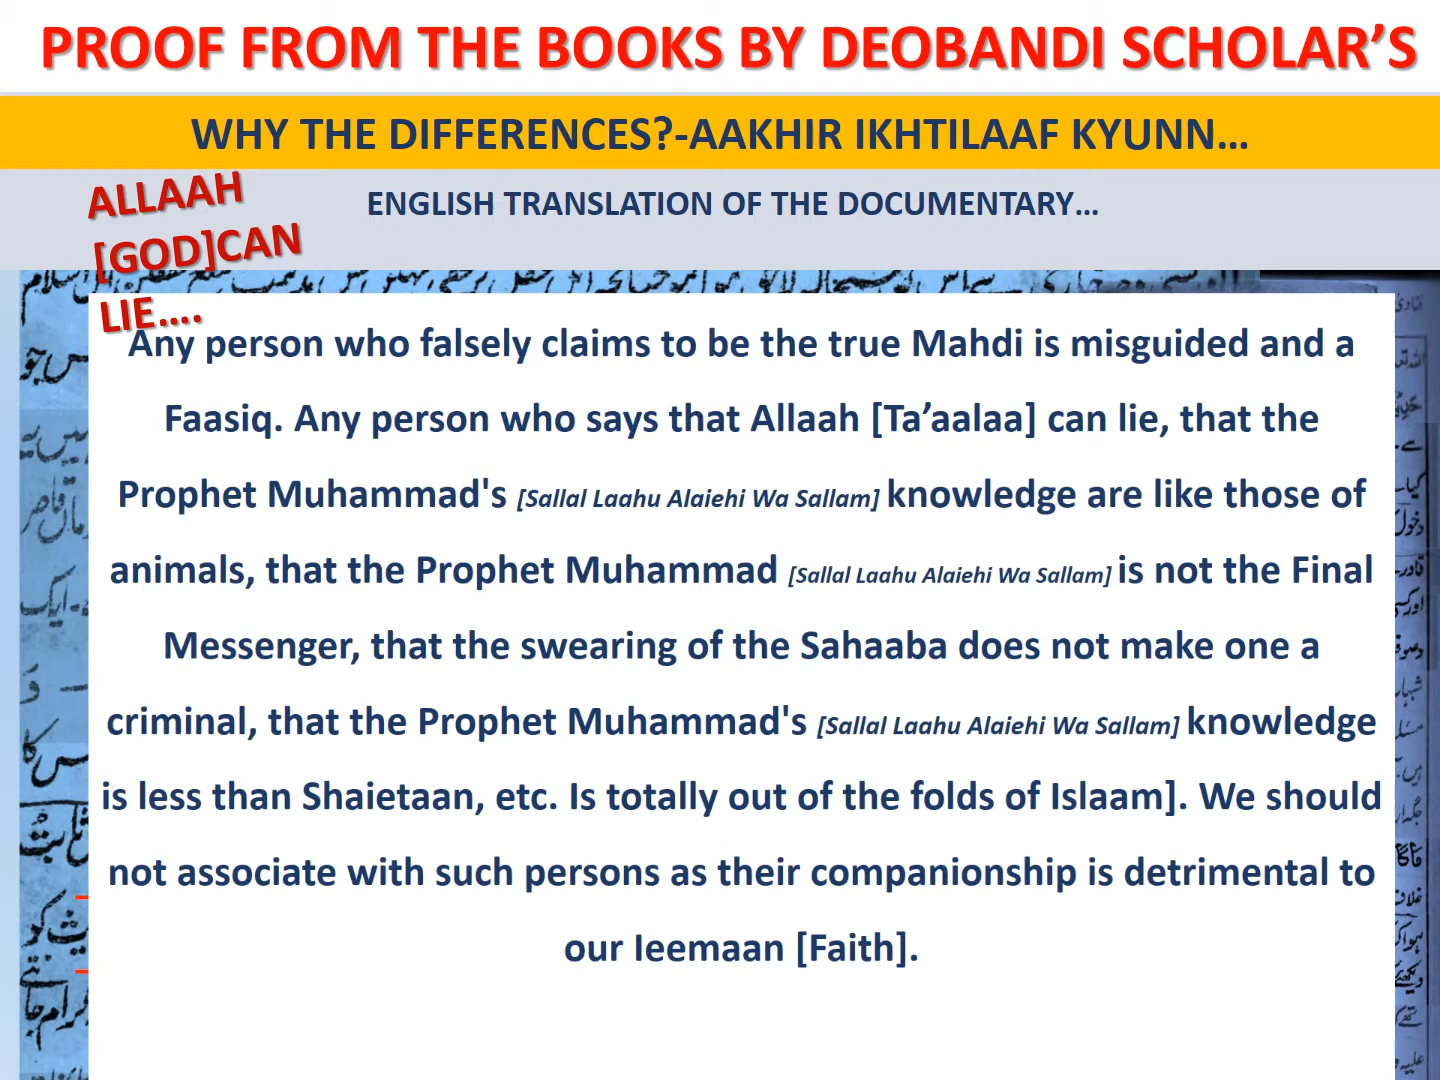 PROOF FROM THE BOOKS BY DEOBANDI SCHOLAR’S
WHY THE DIFFERENCES?-AAKHIR IKHTILAAF KYUNN…
ENGLISH TRANSLATION OF THE DOCUMENTARY…
ALLAAH
[GOD]CAN
LIE….
Any person who falsely claims to be the true Mahdi is misguided and a
Faasiq. Any person who says that Allaah [Ta’aalaa] can lie, that the
Prophet Muhammad's [Sallal Laahu Alaiehi Wa Sallam] knowledge are like those of
animals, that the Prophet Muhammad [Sallal Laahu Alaiehi Wa Sallam] is not the Final
Messenger, that the swearing of the Sahaaba does not make one a
criminal, that the Prophet Muhammad's [Sallal Laahu Alaiehi Wa Sallam] knowledge
is less than Shaietaan, etc. Is totally out of the folds of Islaam]. We should
not associate with such persons as their companionship is detrimental to
our Ieemaan [Faith].